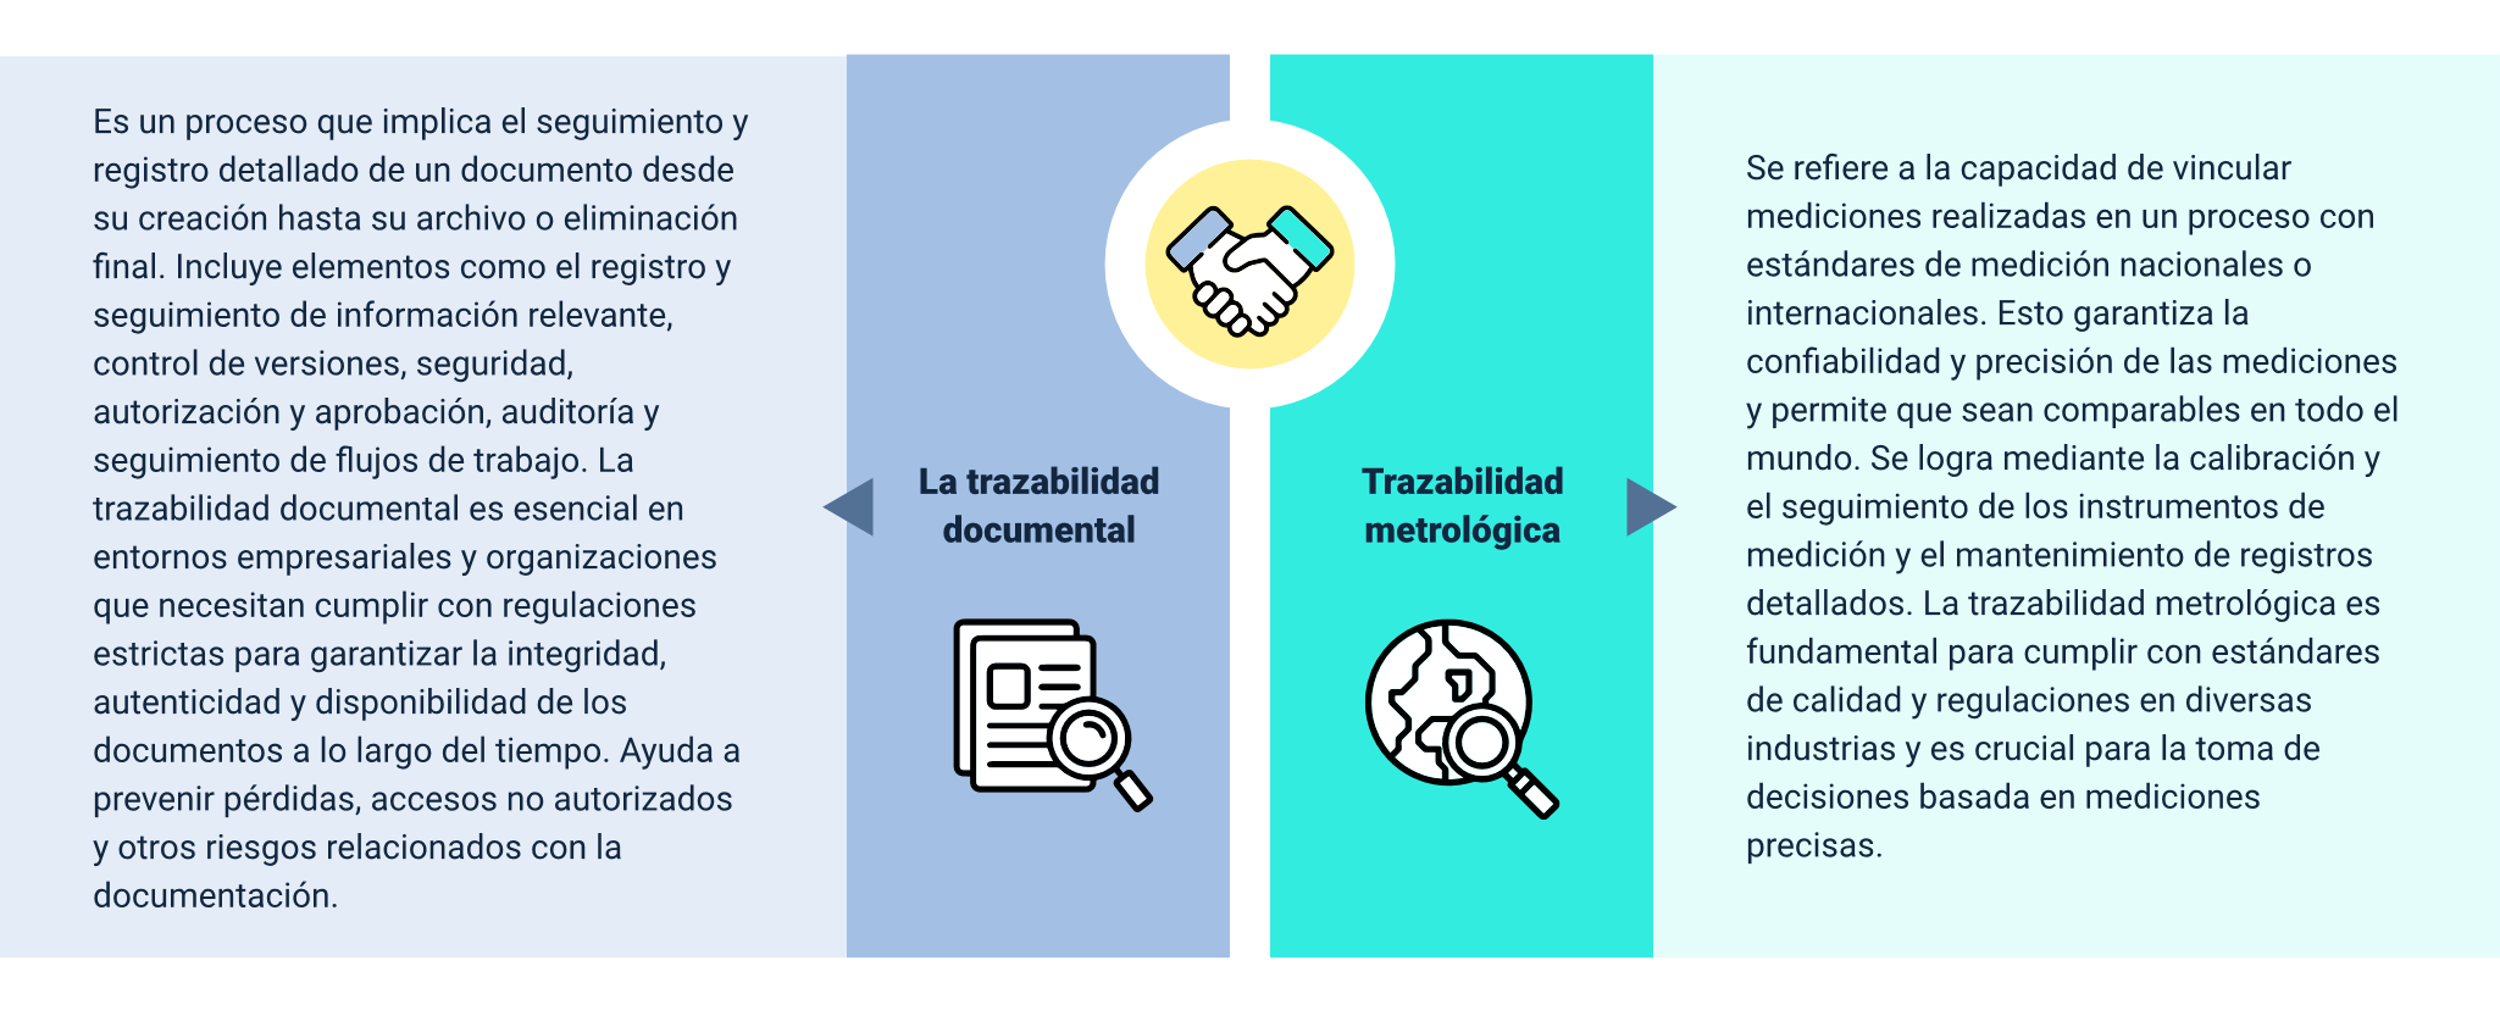 Es un proceso que implica el seguimiento y
registro detallado de un documento desde
su creación hasta su archivo o eliminación
final. Incluye elementos como el registro y
seguimiento de información relevante,
control de versiones, seguridad,
autorización y aprobación, auditoría y
seguimiento de flujos de trabajo. La
trazabilidad documental es esencial en
entornos empresariales y organizaciones
que necesitan cumplir con regulaciones
estrictas para garantizar la integridad,
autenticidad y disponibilidad de los
documentos a lo largo del tiempo. Ayuda a
prevenir pérdidas, accesos no autorizados
y otros riesgos relacionados con la
documentación.
La trazabilidad
documental
Trazabilidad
metrológica
Se refiere a la capacidad de vincular
mediciones realizadas en un proceso con
estándares de medición nacionales o
internacionales. Esto garantiza la
confiabilidad y precisión de las mediciones
y permite que sean comparables en todo el
mundo. Se logra mediante la calibración y
el seguimiento de los instrumentos de
medición y el mantenimiento de registros
detallados. La trazabilidad metrológica es
fundamental para cumplir con estándares
de calidad y regulaciones en diversas
industrias y es crucial para la toma de
decisiones basada en mediciones
precisas.